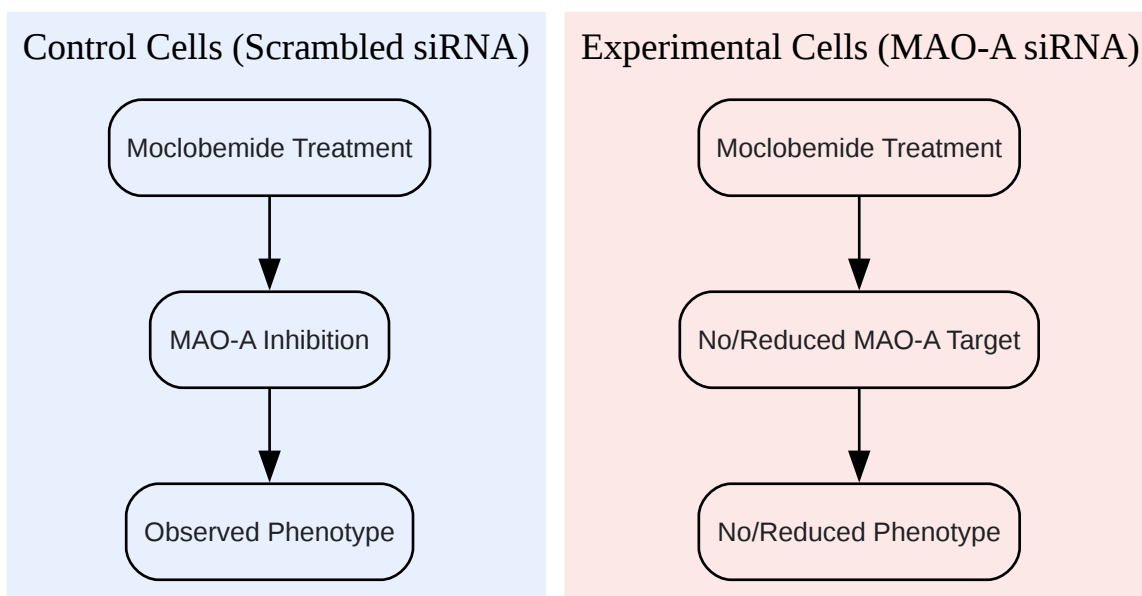 Control Cells (Scrambled siRNA)
Moclobemide Treatment
MAO-A Inhibition
Observed Phenotype
Experimental Cells (MAO-A siRNA)
Moclobemide Treatment
No/Reduced MAO-A Target
No/Reduced Phenotype